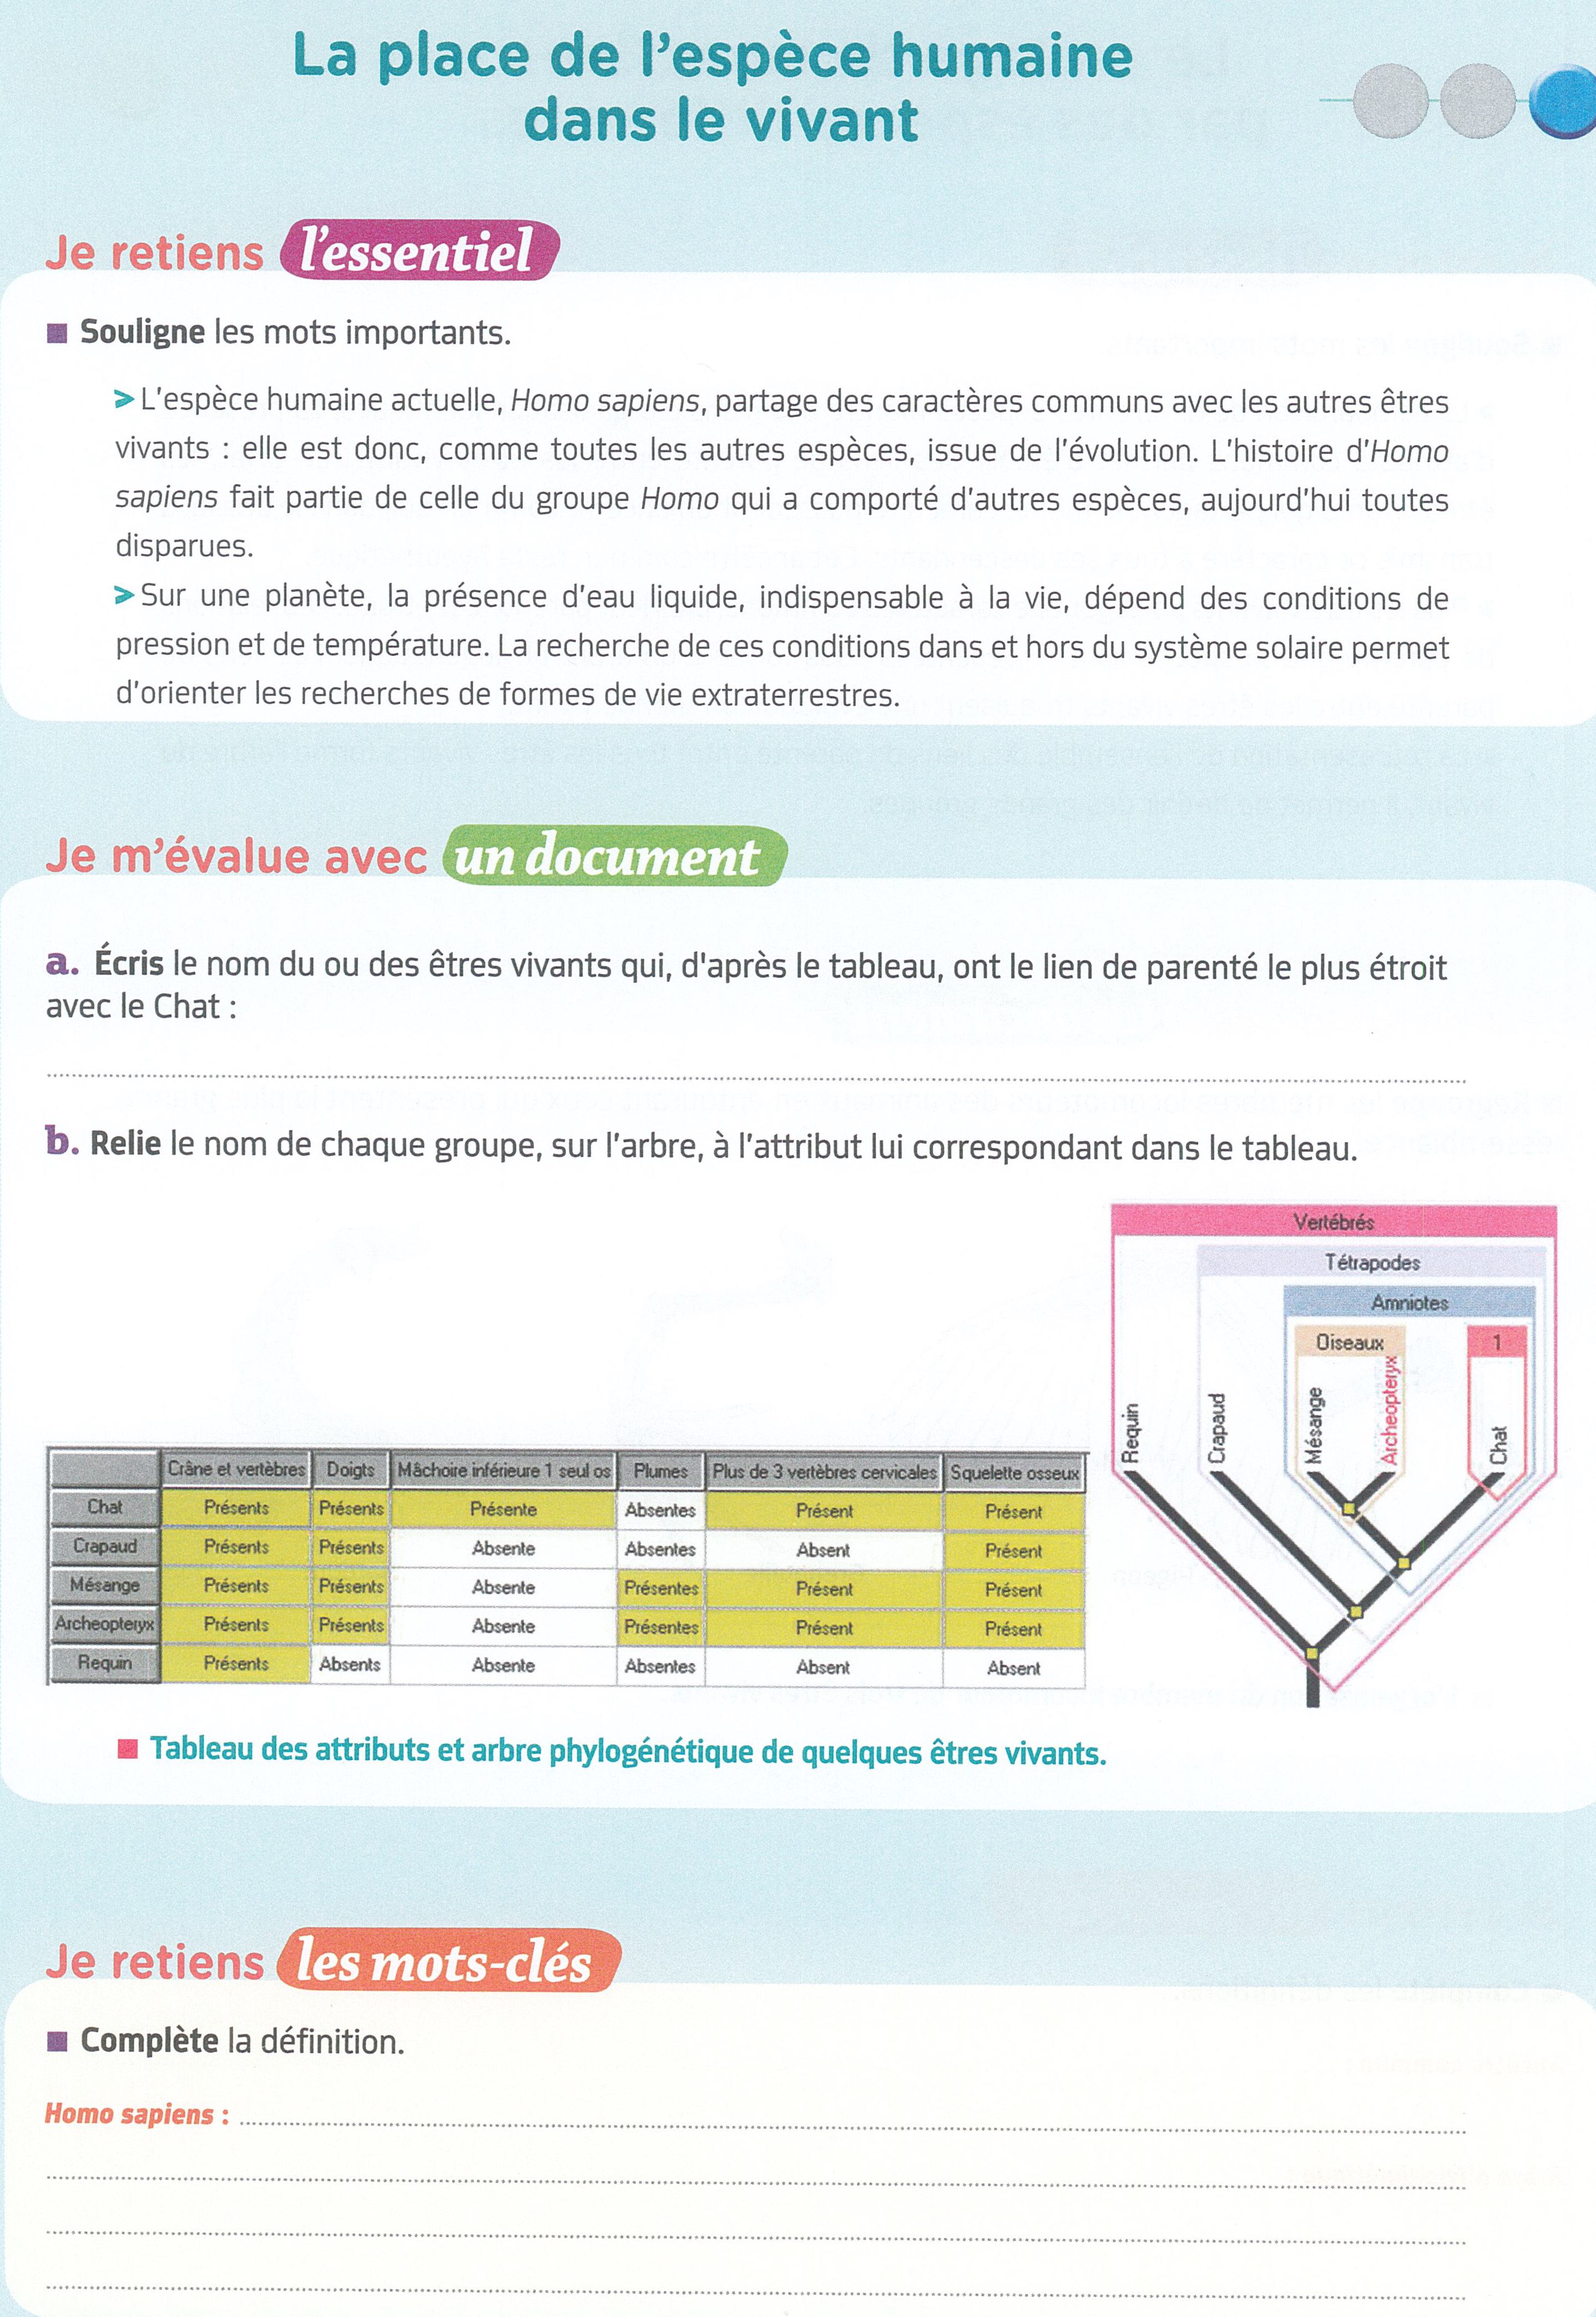 La place de l'espèce humaine
dans le vivant
Je retiens l'essentiel
Souligne les mots importants.
> L'espèce humaine actuelle, Homo sapiens, partage des caractères communs avec les autres êtres
vivants : elle est donc, comme toutes les autres espèces, issue de l'évolution. L'histoire d'Homo
sapiens fait partie de celle du groupe Homo qui a comporté d'autres espèces, aujourd'hui toutes
disparues.
> Sur une planète, la présence d'eau liquide, indispensable à la vie, dépend des conditions de
pression et de température. La recherche de ces conditions dans et hors du système solaire permet
d'orienter les recherches de formes de vie extraterrestres.
Je m'évalue avec un document
a. Écris le nom du ou des êtres vivants qui, d'après le tableau, ont le lien de parenté le plus étroit
avec le Chat :
b. Relie le nom de chaque groupe, sur l'arbre, à l'attribut lui correspondant dans le tableau.
Vertébrés
Tétrapodes
Amniotes
Oiseaux 1
Requin Crapaud Mésange Archeopteryx Chat
Crâne et vertèbres Doigts Mâchoire inférieure 1 seul os Plumes Plus de 3 vertèbres cervicales Squelette osseux
Chat Présents Présents Présente Absentes Présent Présent
Crapaud Présents Présents Absente Absentes Absent Présent
Mésange Présents Présents Absente Présentes Présent Présent
Archeopteryx Présents Présents Absente Présentes Présent Présent
Requin Présents Absents Absente Absentes Absent Absent
Tableau des attributs et arbre phylogénétique de quelques êtres vivants.
Je retiens les mots-clés
Complète la définition.
Homo sapiens :